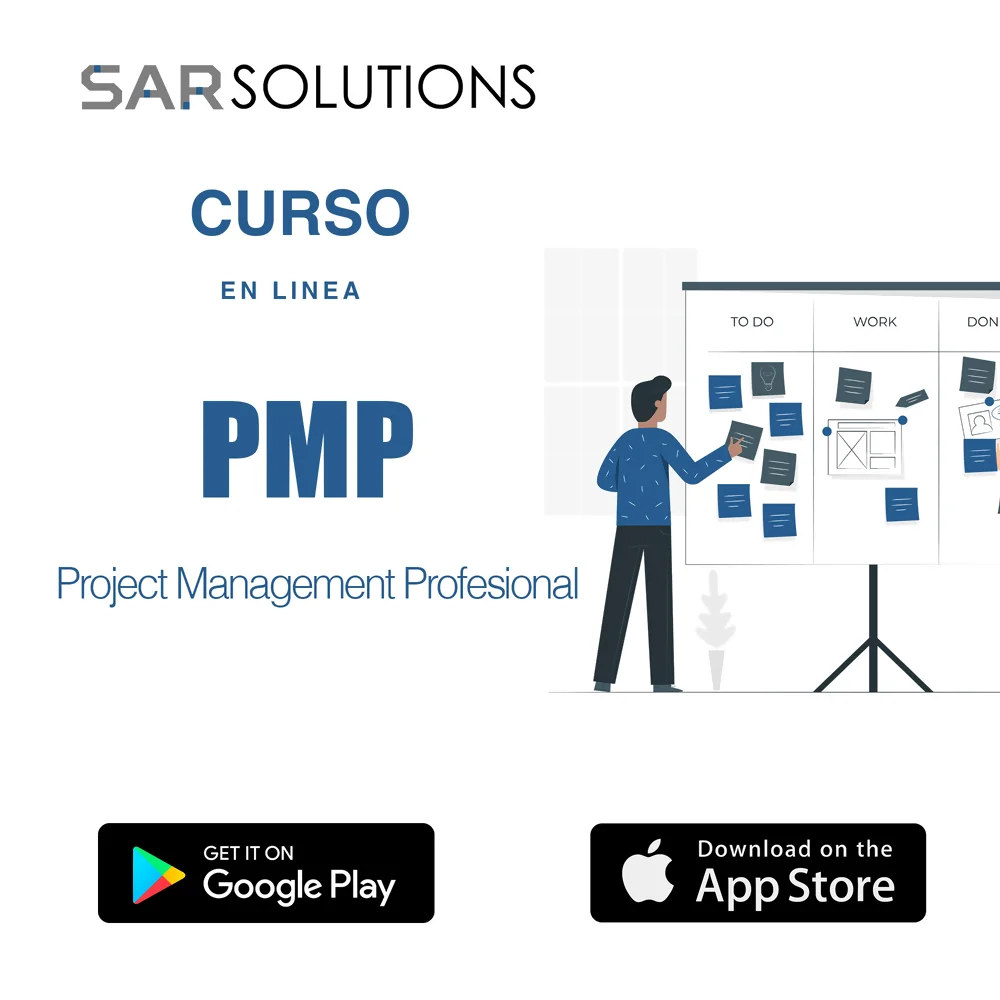 SARSOLUTIONS
CURSO
EN LINEA
PMP
Project Management Profesional
TO DO
WORK
DON
GET IT ON
Google Play
Download on the
App Store